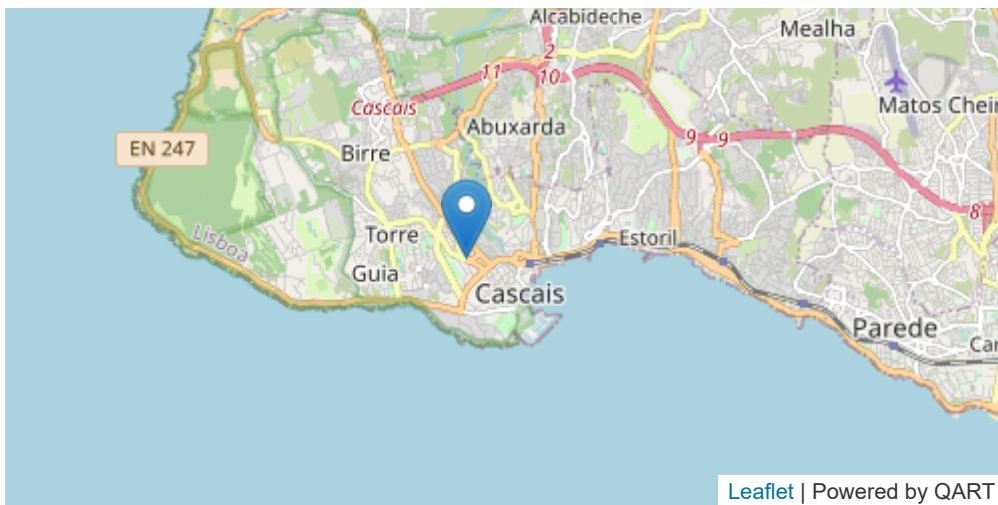 Alcabideche
Mealha
2
11
10
Cascais
Matos Chei
Abuxarda
9
9
EN 247
Birre
8
Lisboa
Torre
Estoril
Guia
Cascais
Parede
Car
Leaflet | Powered by QART